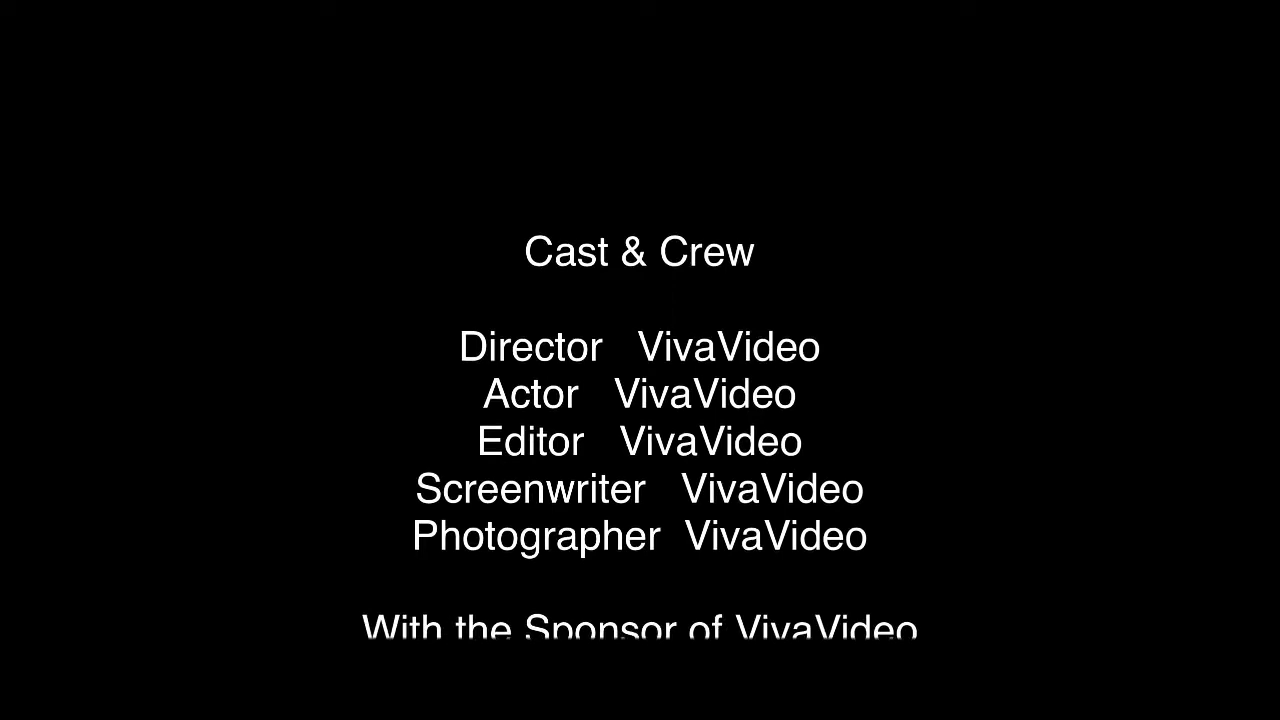 Cast & Crew
Director VivaVideo
Actor VivaVideo
Editor VivaVideo
Screenwriter VivaVideo
Photographer VivaVideo
With the Sponsor of VivaVideo